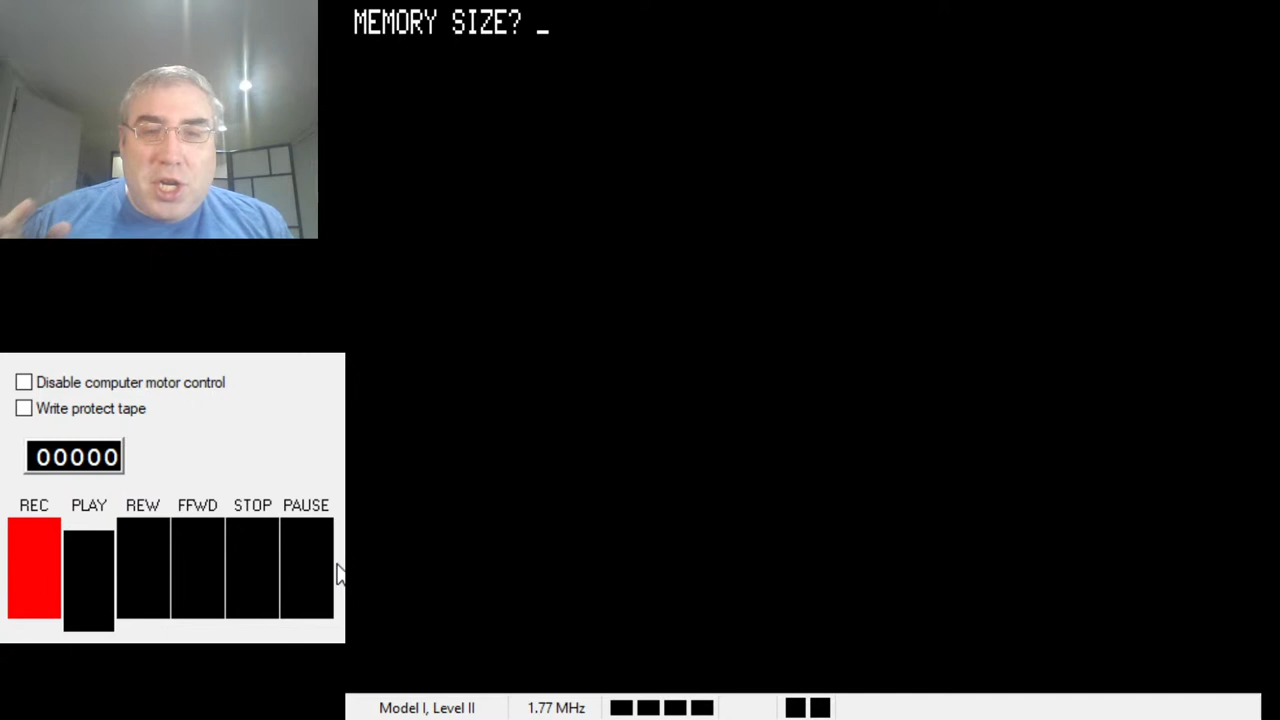 MEMORY SIZE? _
Disable computer motor control
Write protect tape
00000
REC PLAY REW FFWD STOP PAUSE
Model I, Level II 1.77 MHz